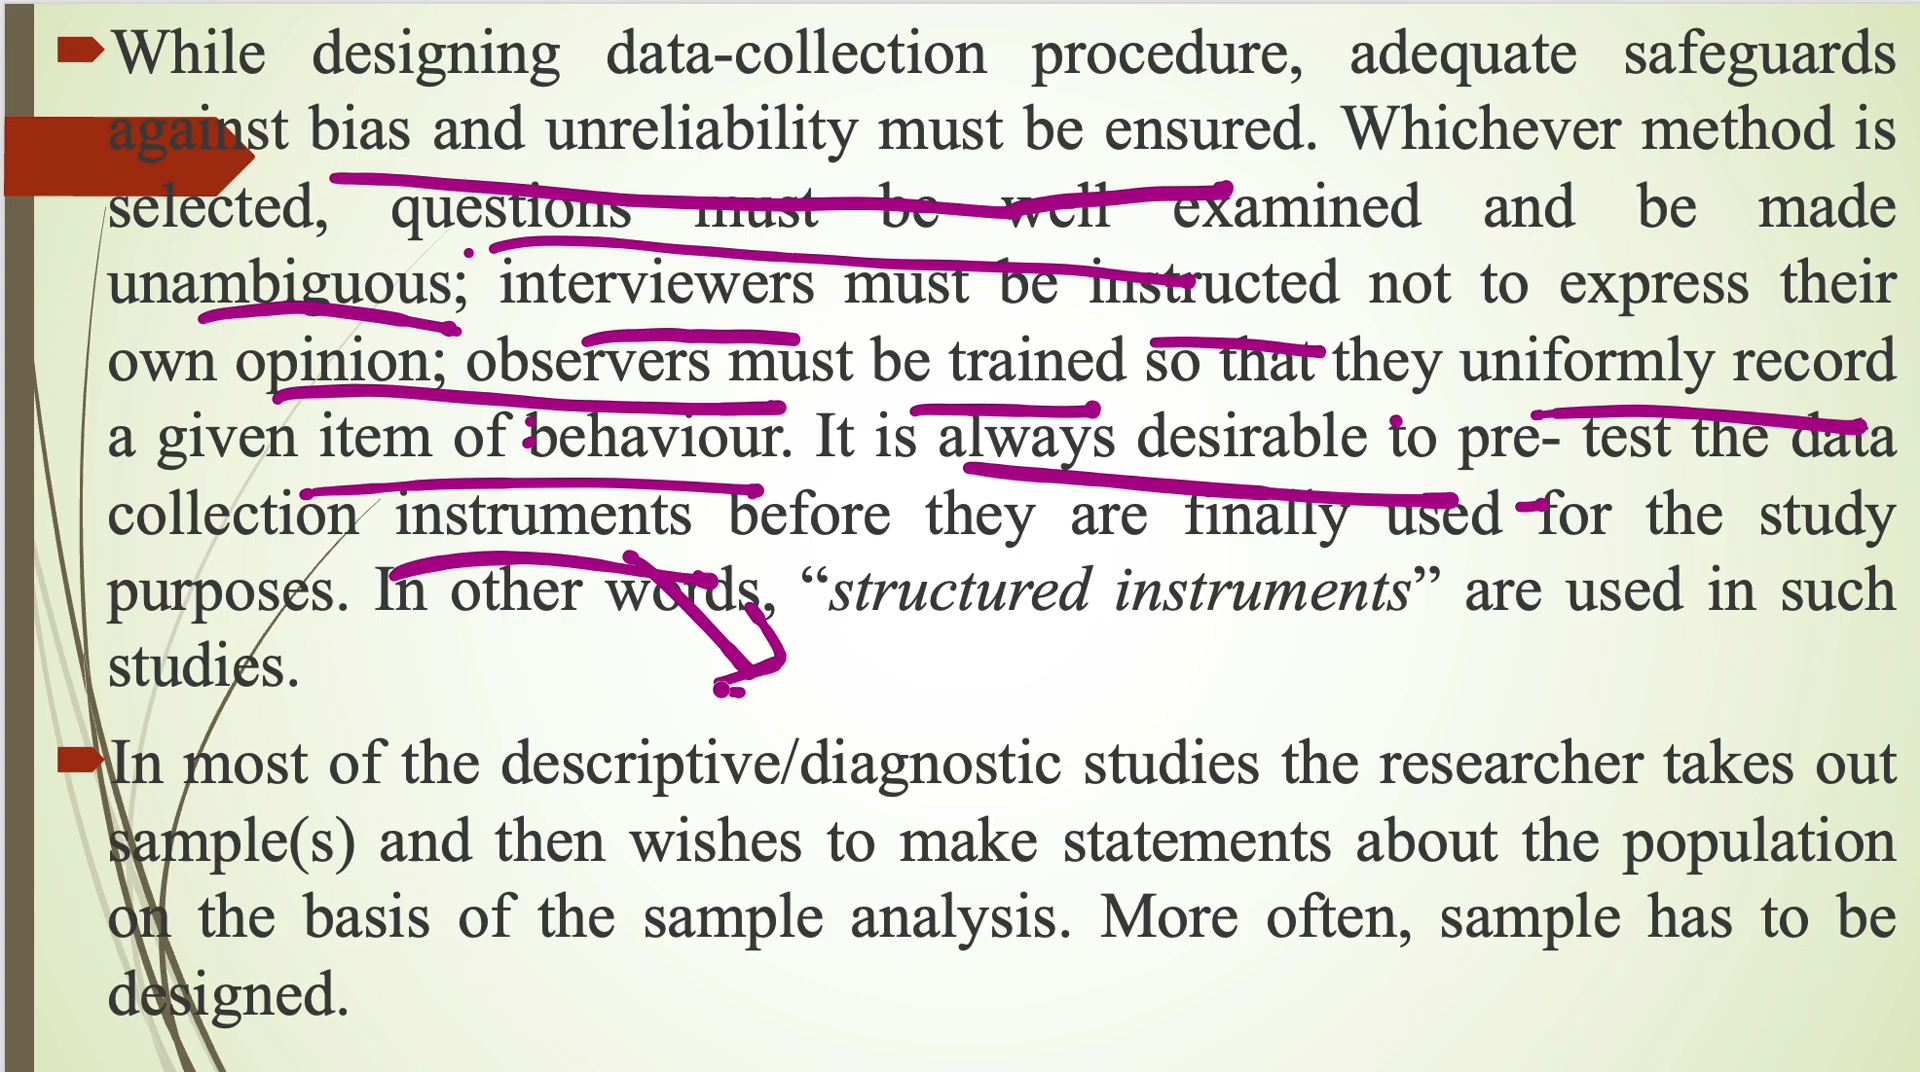 While designing data-collection procedure, adequate safeguards
against bias and unreliability must be ensured. Whichever method is
selected, questions must be well examined and be made
unambiguous; interviewers must be instructed not to express their
own opinion; observers must be trained so that they uniformly record
a given item of behaviour. It is always desirable to pre- test the data
collection instruments before they are finally used for the study
purposes. In other words, “structured instruments” are used in such
studies.
In most of the descriptive/diagnostic studies the researcher takes out
sample(s) and then wishes to make statements about the population
on the basis of the sample analysis. More often, sample has to be
designed.